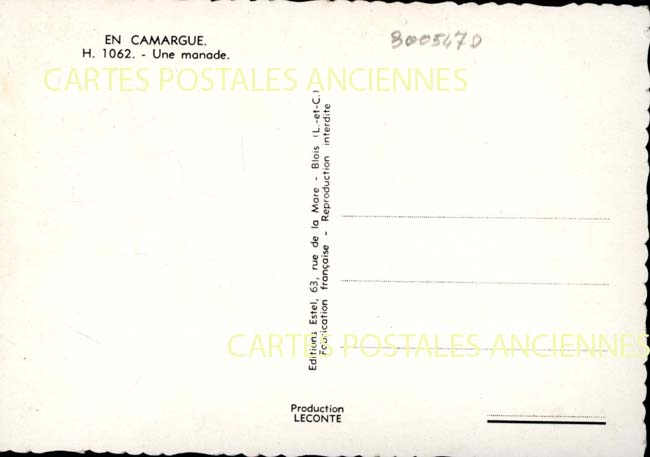 EN CAMARGUE.
H. 1062. - Une manade.
300547D
CARTES POSTALES ANCIENNES
Editions Estel, 63, rue de la Mare - Blois (L.-et-C.)
Fabrication française - Reproduction interdite
CARTES POSTALES ANCIENNES
Production
LECONTE